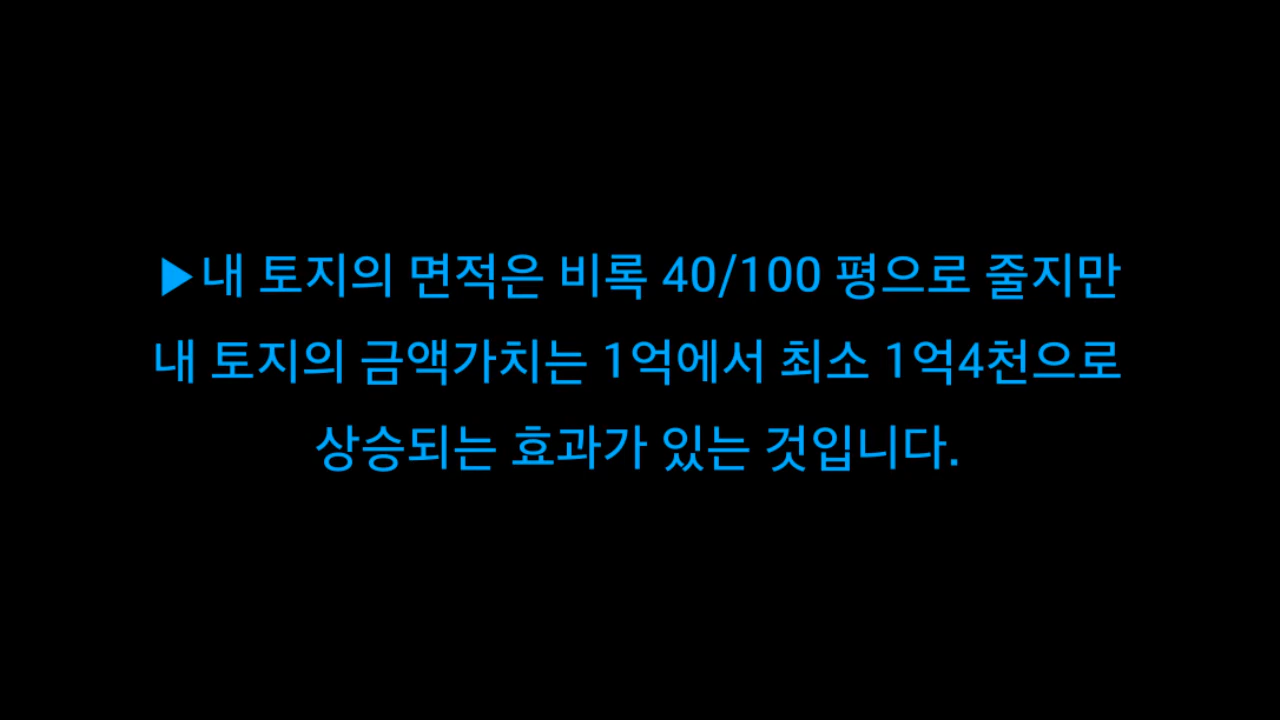 ▶내 토지의 면적은 비록 40/100 평으로 줄지만
내 토지의 금액가치는 1억에서 최소 1억4천으로
상승되는 효과가 있는 것입니다.